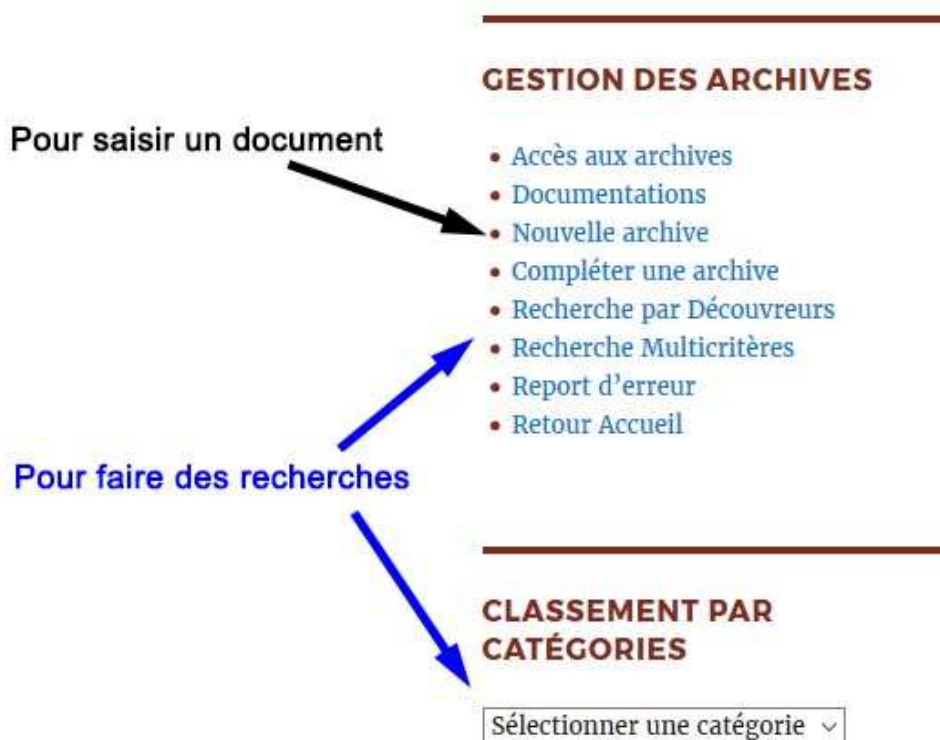 GESTION DES ARCHIVES
Pour saisir un document
Accès aux archives
Documentations
Nouvelle archive
Compléter une archive
Recherche par Découvreurs
Recherche Multicritères
Report d’erreur
Retour Accueil
Pour faire des recherches
CLASSEMENT PAR
CATÉGORIES
Sélectionner une catégorie